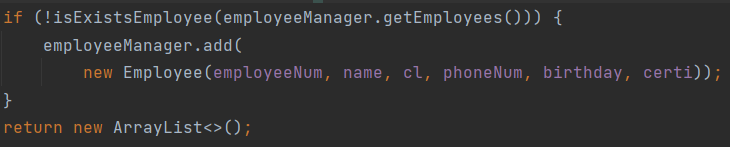 if (!isExistsEmployee(employeeManager.getEmployees())) {
    employeeManager.add(
        new Employee(employeeNum, name, cl, phoneNum, birthday, certi));
}
return new ArrayList<>();